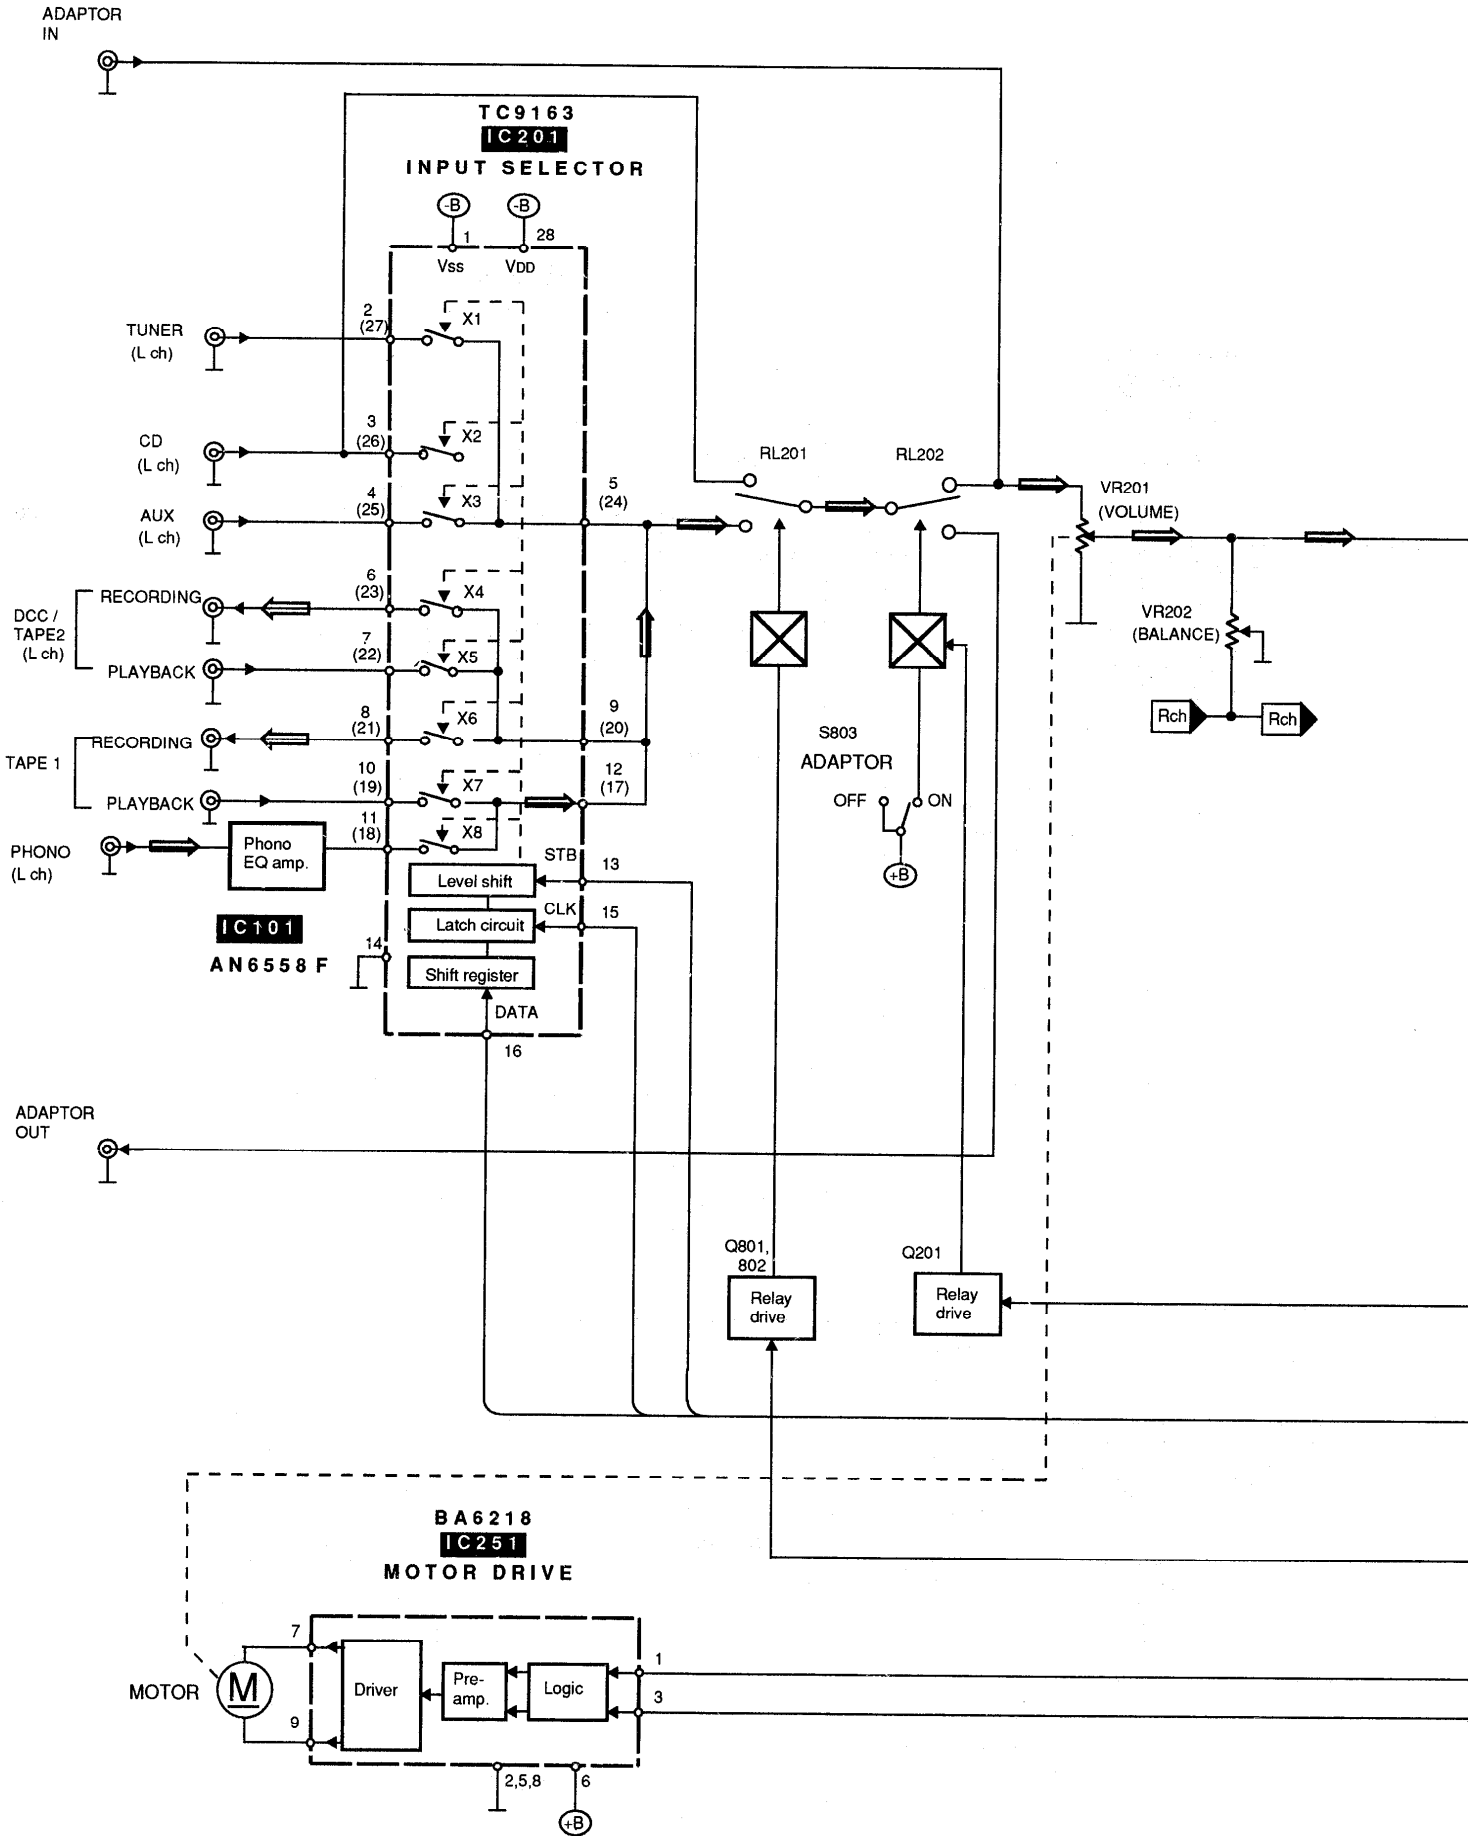 ADAPTOR
IN
TC9163
IC201
INPUT SELECTOR
-B
-B
1
28
Vss
VDD
TUNER
(L ch)
2
(27)
X1
CD
(L ch)
3
(26)
X2
AUX
(L ch)
4
(25)
X3
5
(24)
RL201
RL202
VR201
(VOLUME)
DCC /
TAPE2
(L ch)
RECORDING
6
(23)
X4
PLAYBACK
7
(22)
X5
VR202
(BALANCE)
Rch
Rch
TAPE 1
RECORDING
8
(21)
X6
9
(20)
PLAYBACK
10
(19)
X7
12
(17)
S803
ADAPTOR
OFF
ON
+B
PHONO
(L ch)
Phono
EQ amp.
11
(18)
X8
IC101
AN6558F
STB
13
Level shift
CLK
15
Latch circuit
14
Shift register
DATA
16
ADAPTOR
OUT
Q801,
802
Relay
drive
Q201
Relay
drive
BA6218
IC251
MOTOR DRIVE
MOTOR
M
7
9
Driver
Pre-
amp.
Logic
1
3
2,5,8
6
+B